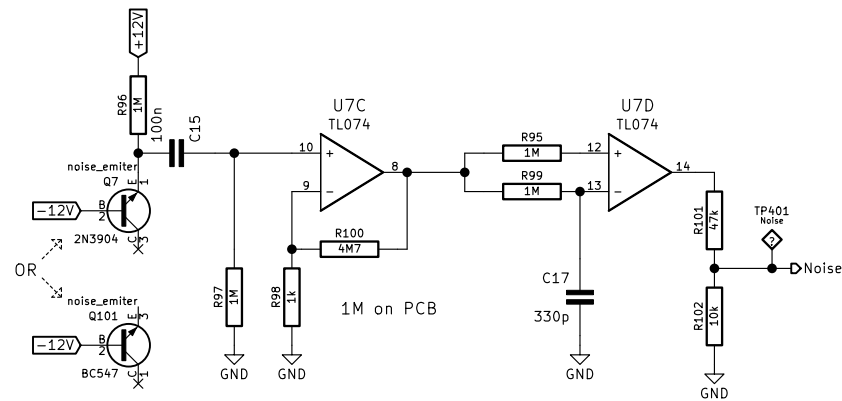 +12V
R96
1M
100n
C15
noise_emiter
Q7
E
1
-12V
B
2
2N3904
C
3
OR
noise_emiter
Q101
E
3
-12V
B
2
BC547
C
1
R97
1M
GND
U7C
TL074
10
+
9
-
8
R100
4M7
R98
1k
GND
1M on PCB
R95
1M
R99
1M
C17
330p
GND
U7D
TL074
12
+
13
-
14
R101
47k
TP401
Noise
?
Noise
R102
10k
GND